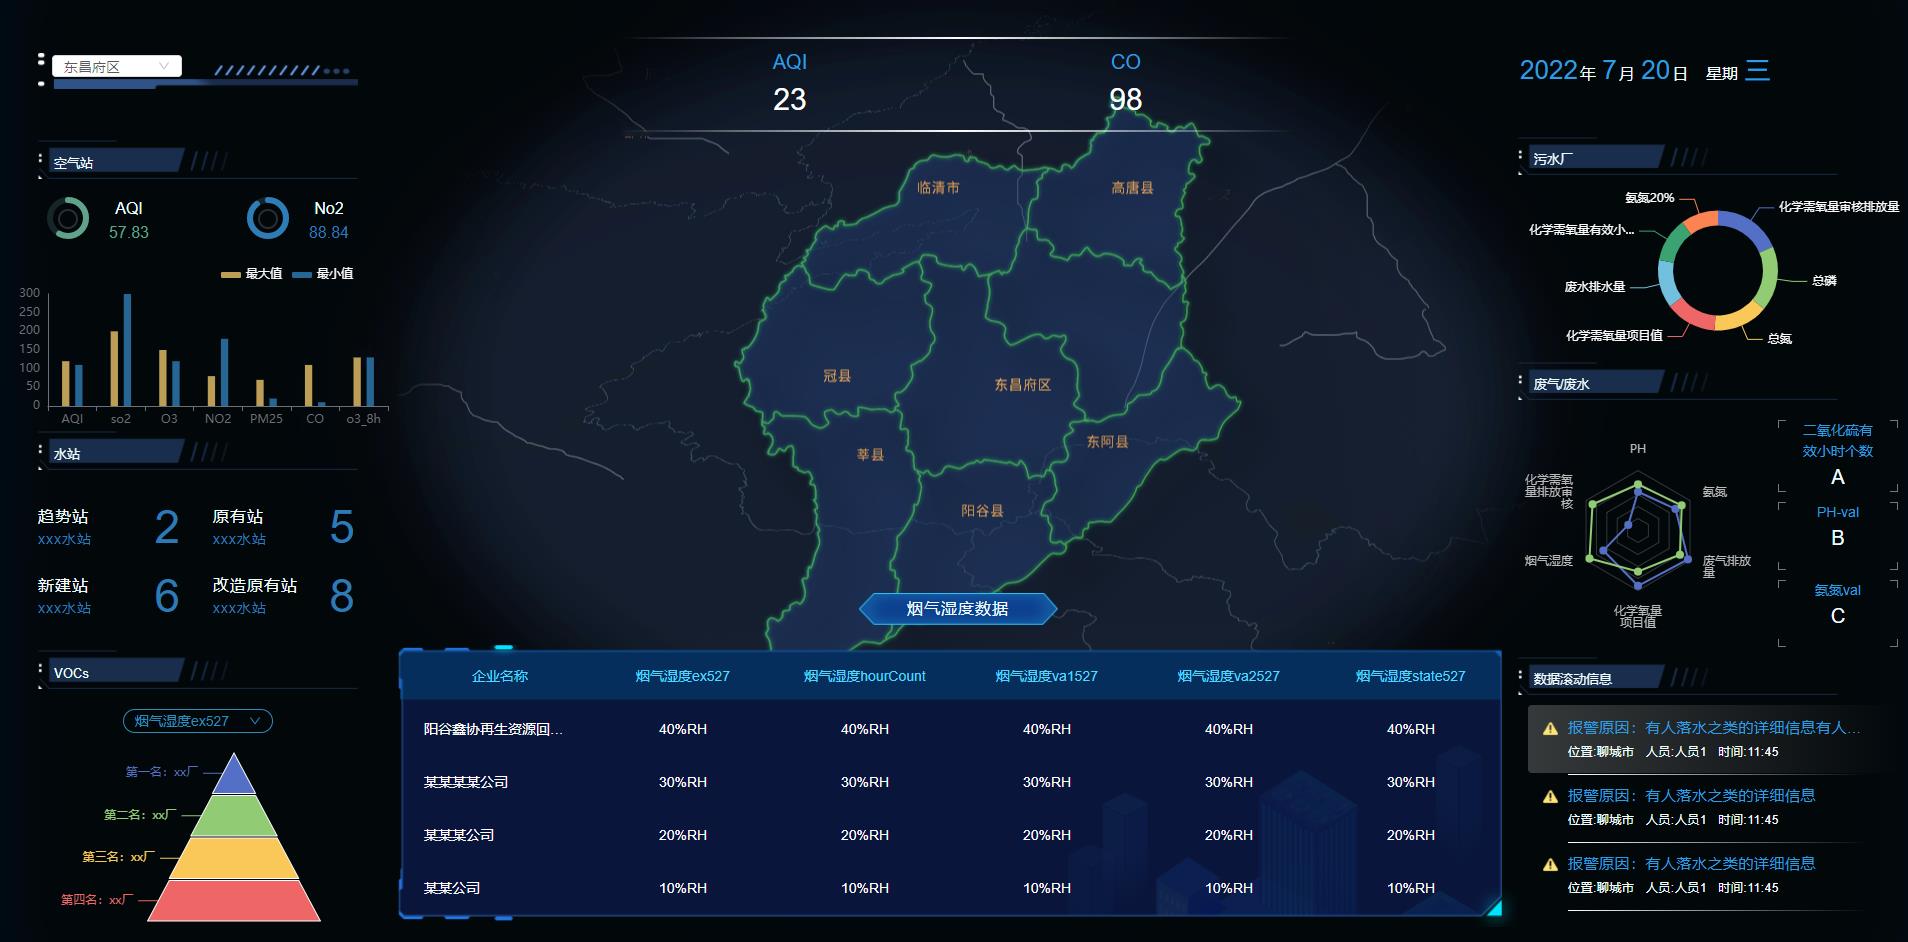 东昌府区
AQI
23
CO
98
2022年 7月 20日 星期 三
空气站
AQI
57.83
No2
88.84
最大值 最小值
300
250
200
150
100
50
0
AQI so2 O3 NO2 PM25 CO o3_8h
水站
趋势站
xxx水站
2
原有站
xxx水站
5
新建站
xxx水站
6
改造原有站
xxx水站
8
VOCs
烟气湿度ex527
第一名：xx厂
第二名：xx厂
第三名：xx厂
第四名：xx厂
临清市
高唐县
冠县
东昌府区
东阿县
莘县
阳谷县
烟气湿度数据
企业名称 烟气湿度ex527 烟气湿度hourCount 烟气湿度va1527 烟气湿度va2527 烟气湿度state527
阳谷鑫协再生资源回... 40%RH 40%RH 40%RH 40%RH 40%RH
某某某某公司 30%RH 30%RH 30%RH 30%RH 30%RH
某某某公司 20%RH 20%RH 20%RH 20%RH 20%RH
某某公司 10%RH 10%RH 10%RH 10%RH 10%RH
污水厂
氨氮20%
化学需氧量审核排放量
化学需氧量有效小...
总磷
废水排水量
化学需氧量项目值
总氮
废气/废水
PH
化学需氧
量排放审
核
氨氮
烟气湿度
废气排放
量
化学氧量
项目值
二氧化硫有
效小时个数
A
PH-val
B
氨氮val
C
数据滚动信息
报警原因：有人落水之类的详细信息有人...
位置:聊城市 人员:人员1 时间:11:45
报警原因：有人落水之类的详细信息
位置:聊城市 人员:人员1 时间:11:45
报警原因：有人落水之类的详细信息
位置:聊城市 人员:人员1 时间:11:45